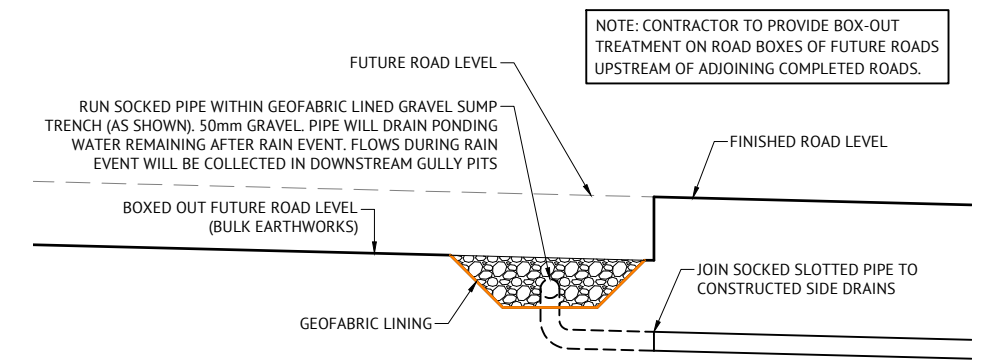 NOTE: CONTRACTOR TO PROVIDE BOX-OUT
TREATMENT ON ROAD BOXES OF FUTURE ROADS
UPSTREAM OF ADJOINING COMPLETED ROADS.
FUTURE ROAD LEVEL
RUN SOCKED PIPE WITHIN GEOFABRIC LINED GRAVEL SUMP
TRENCH (AS SHOWN). 50mm GRAVEL. PIPE WILL DRAIN PONDING
WATER REMAINING AFTER RAIN EVENT. FLOWS DURING RAIN
EVENT WILL BE COLLECTED IN DOWNSTREAM GULLY PITS
FINISHED ROAD LEVEL
BOXED OUT FUTURE ROAD LEVEL
(BULK EARTHWORKS)
JOIN SOCKED SLOTTED PIPE TO
CONSTRUCTED SIDE DRAINS
GEOFABRIC LINING